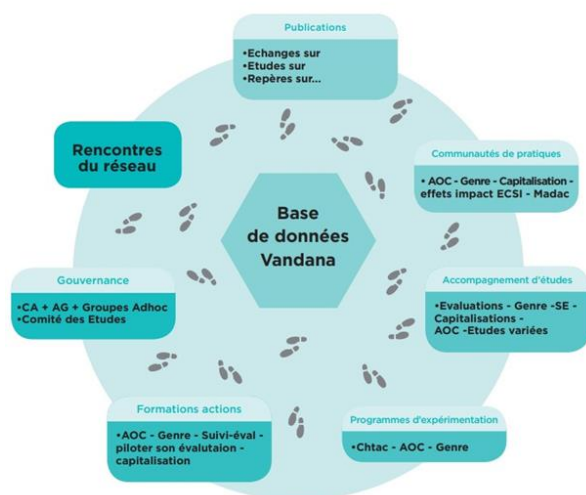 Publications
•Echanges sur
•Etudes sur
•Repères sur...
Rencontres
du réseau
Communautés de pratiques
• AOC - Genre - Capitalisation -
effets impact ECSI - Madac
Base
de données
Vandana
Gouvernance
•CA + AG + Groupes Adhoc
•Comité des Etudes
Accompagnement d'études
•Evaluations - Genre -SE -
Capitalisations -
AOC -Etudes variées
Formations actions
•AOC - Genre - Suivi-éval -
piloter son évalutaion -
capitalisation
Programmes d'expérimentation
•Chtac - AOC - Genre